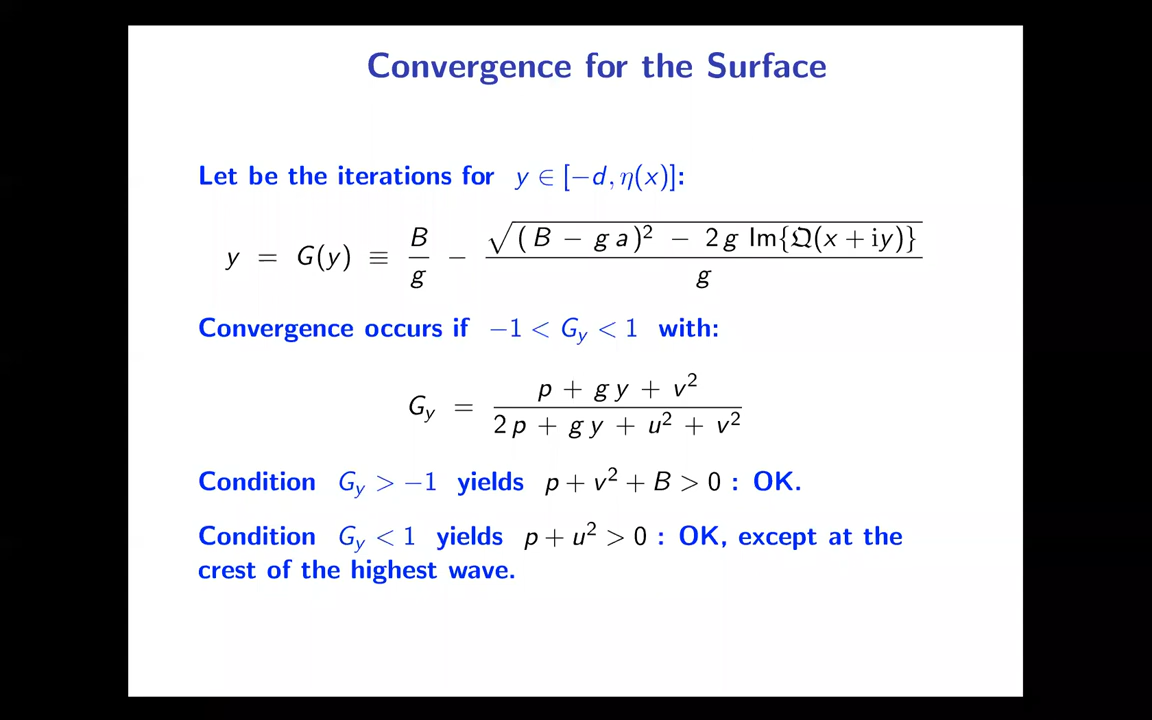 Convergence for the Surface
Let be the iterations for y ∈ [−d, η(x)]:
y = G(y) ≡ B/g − √((B − g a)² − 2 g Im{𝔔(x + iy)})/g
Convergence occurs if −1 < G_y < 1 with:
G_y = (p + g y + v²)/(2 p + g y + u² + v²)
Condition G_y > −1 yields p + v² + B > 0 : OK.
Condition G_y < 1 yields p + u² > 0 : OK, except at the
crest of the highest wave.